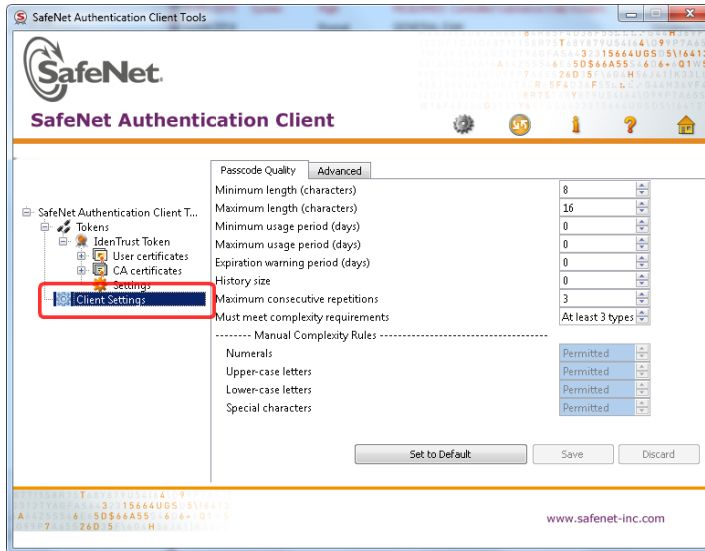 SafeNet Authentication Client Tools
SafeNet.
SafeNet Authentication Client
SafeNet Authentication Client T...
Tokens
IdenTrust Token
User certificates
CA certificates
Settings
Client Settings
Passcode Quality
Advanced
Minimum length (characters) 8
Maximum length (characters) 16
Minimum usage period (days) 0
Maximum usage period (days) 0
Expiration warning period (days) 0
History size 0
Maximum consecutive repetitions 3
Must meet complexity requirements At least 3 types
-------- Manual Complexity Rules --------------------------------------
Numerals Permitted
Upper-case letters Permitted
Lower-case letters Permitted
Special characters Permitted
Set to Default
Save
Discard
www.safenet-inc.com